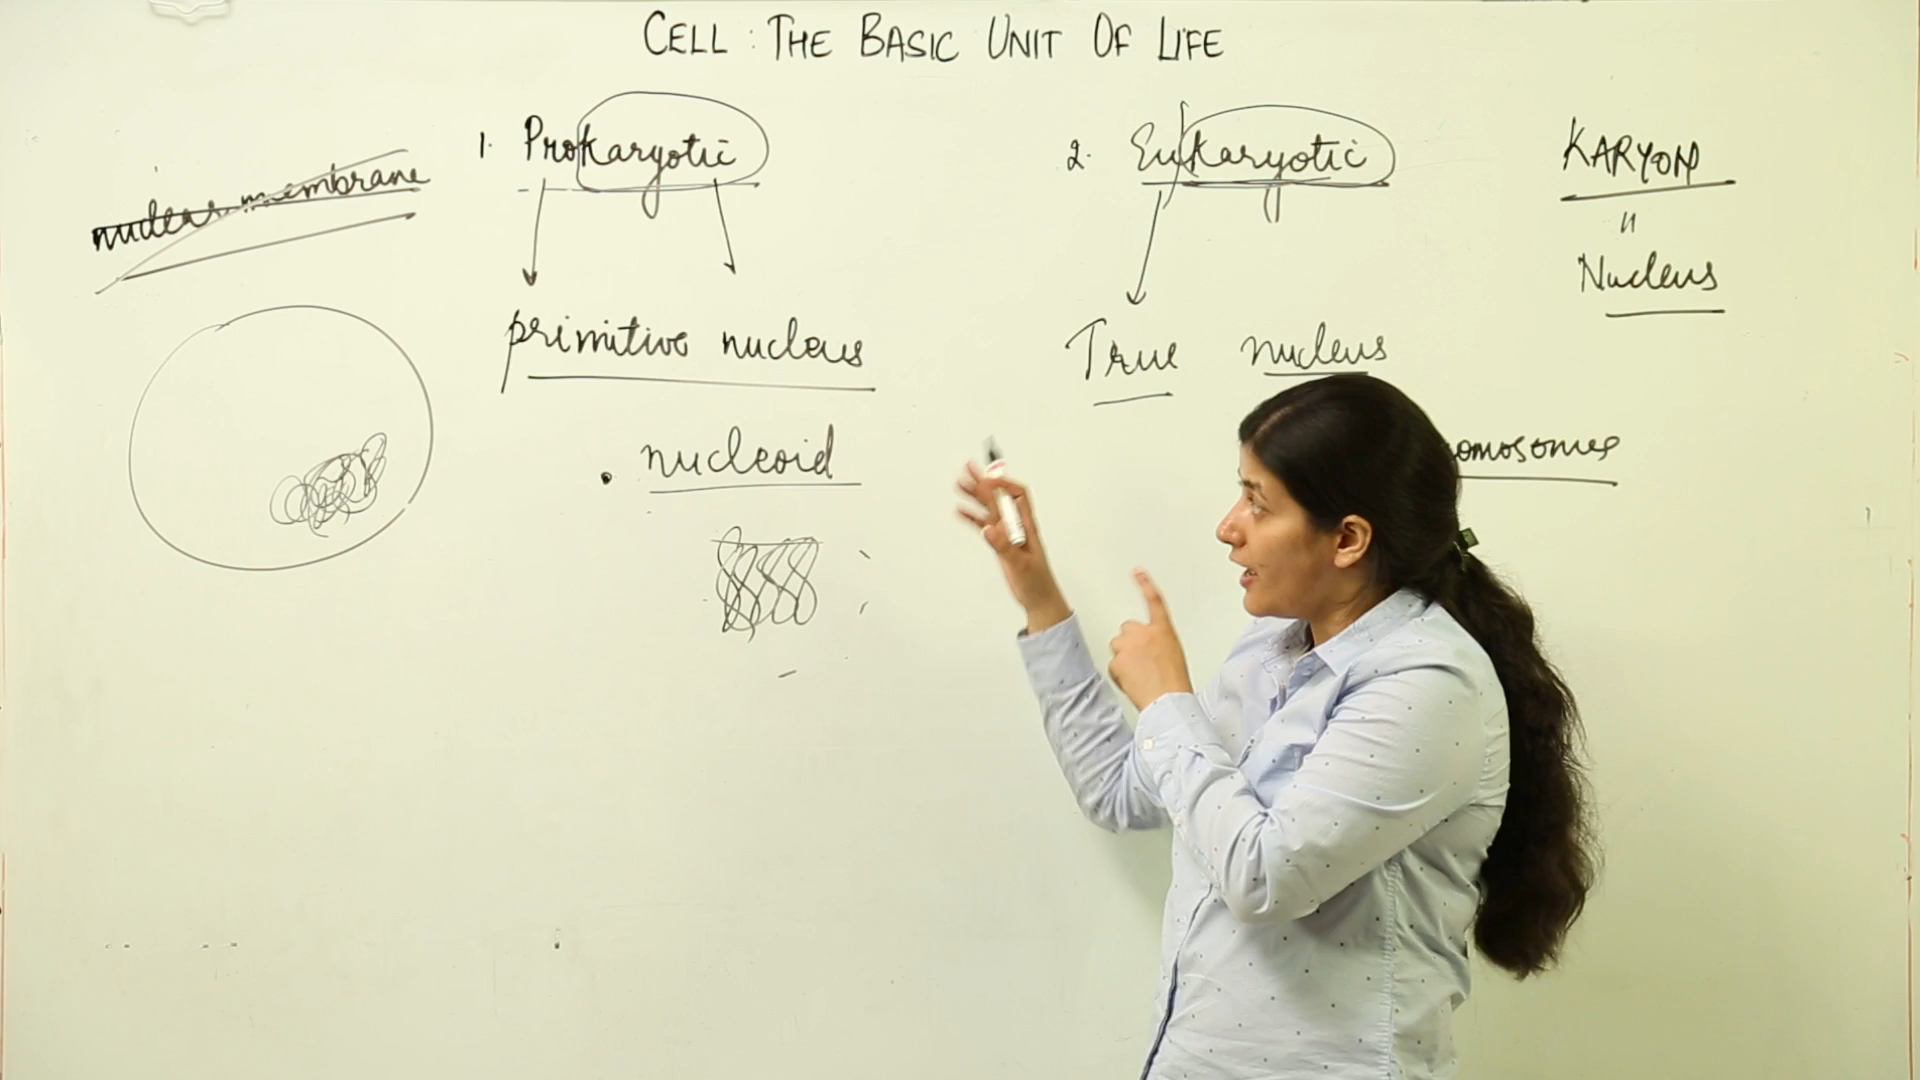 CELL : THE BASIC UNIT OF LIFE
nuclear membrane
1. Prokaryotic
primitive nucleus
. nucleoid
2. Eukaryotic
True nucleus
omosomes
KARYON
"
Nucleus